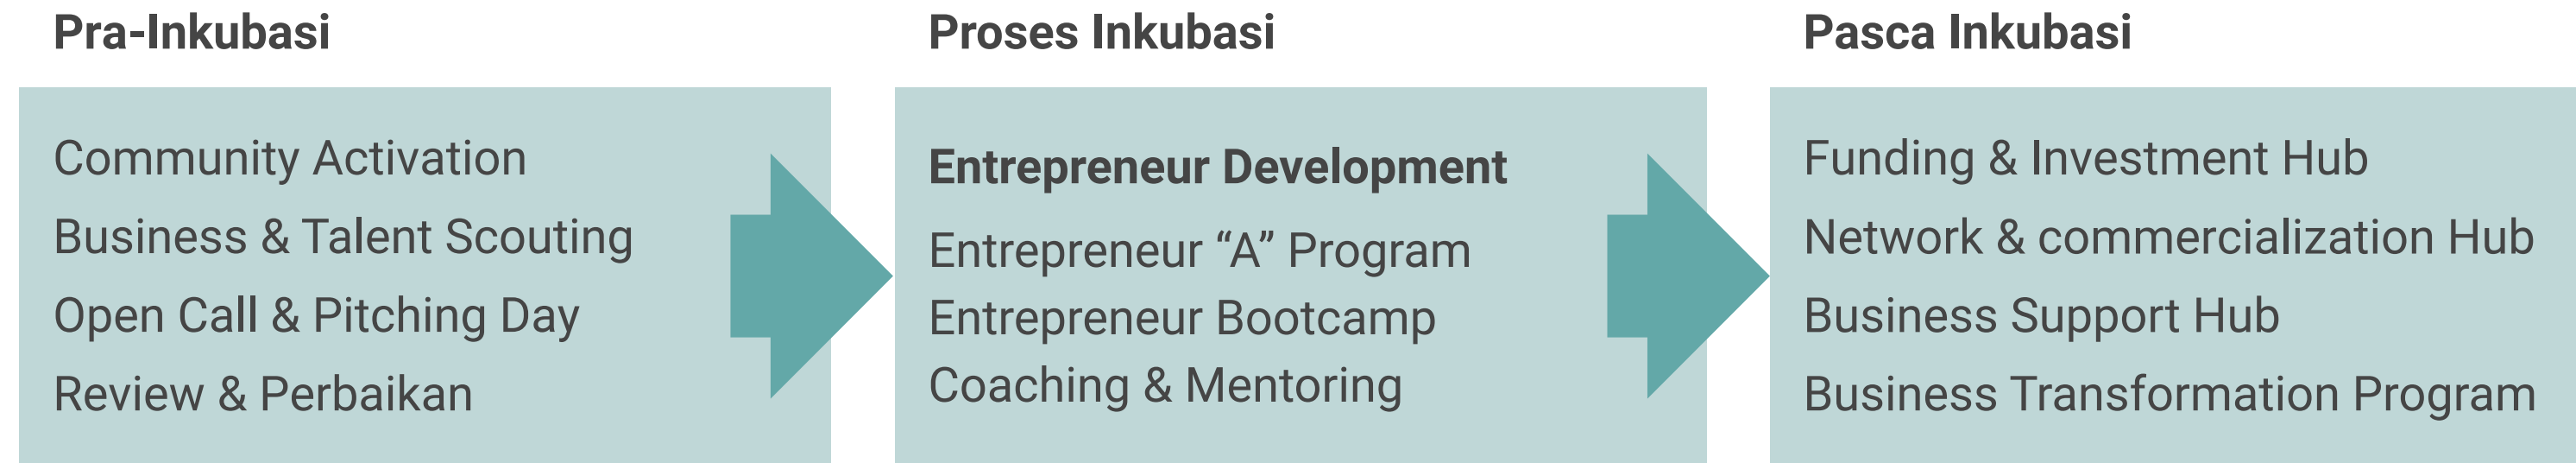 Pra-Inkubasi
Community Activation
Business & Talent Scouting
Open Call & Pitching Day
Review & Perbaikan
Proses Inkubasi
Entrepreneur Development
Entrepreneur “A” Program
Entrepreneur Bootcamp
Coaching & Mentoring
Pasca Inkubasi
Funding & Investment Hub
Network & commercialization Hub
Business Support Hub
Business Transformation Program